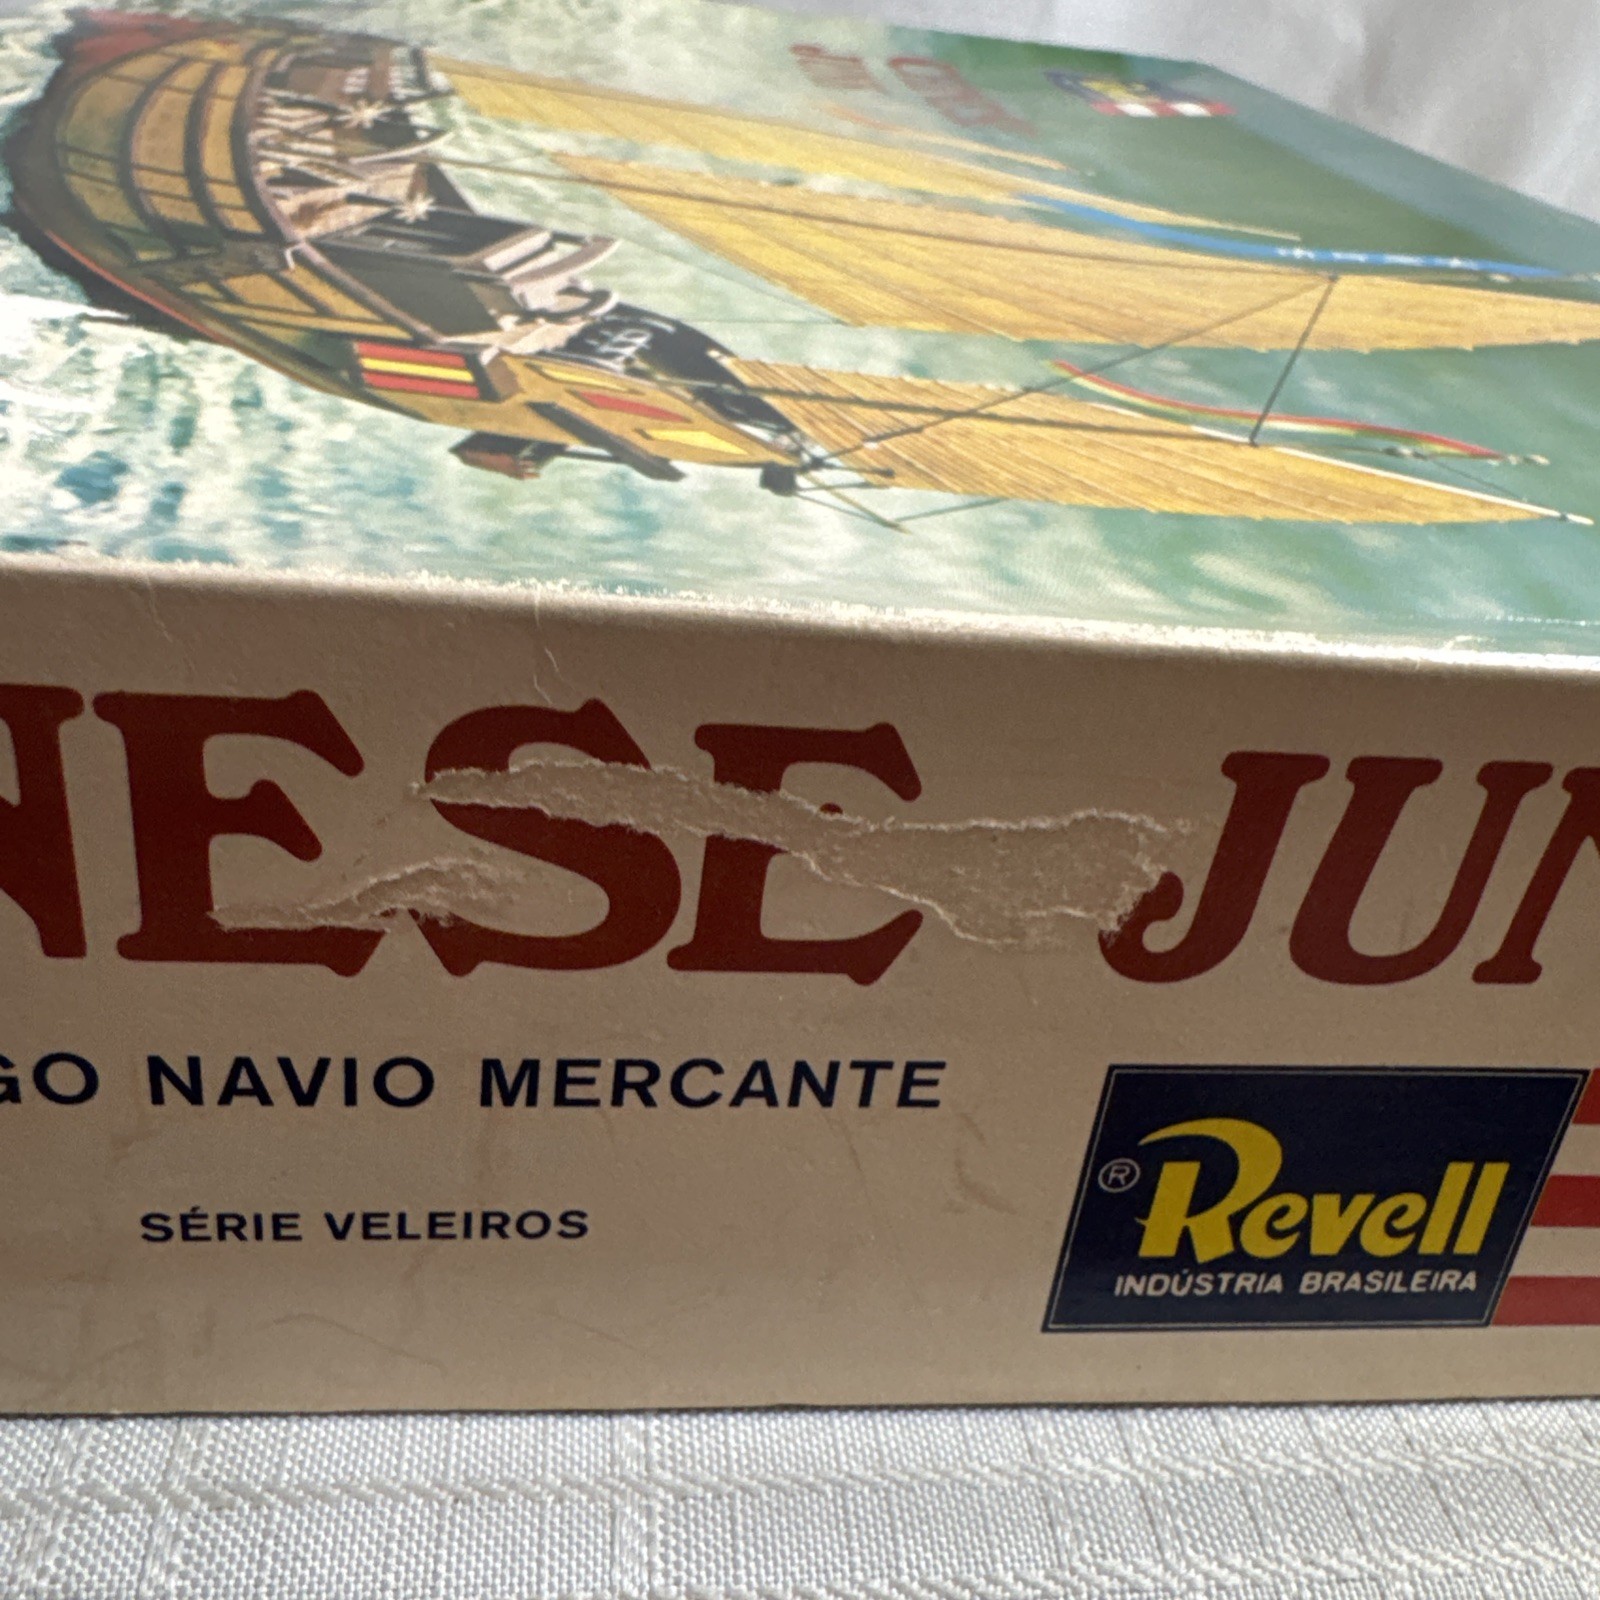 NESE JUN
GO NAVIO MERCANTE
SÉRIE VELEIROS
® Revell
INDÚSTRIA BRASILEIRA